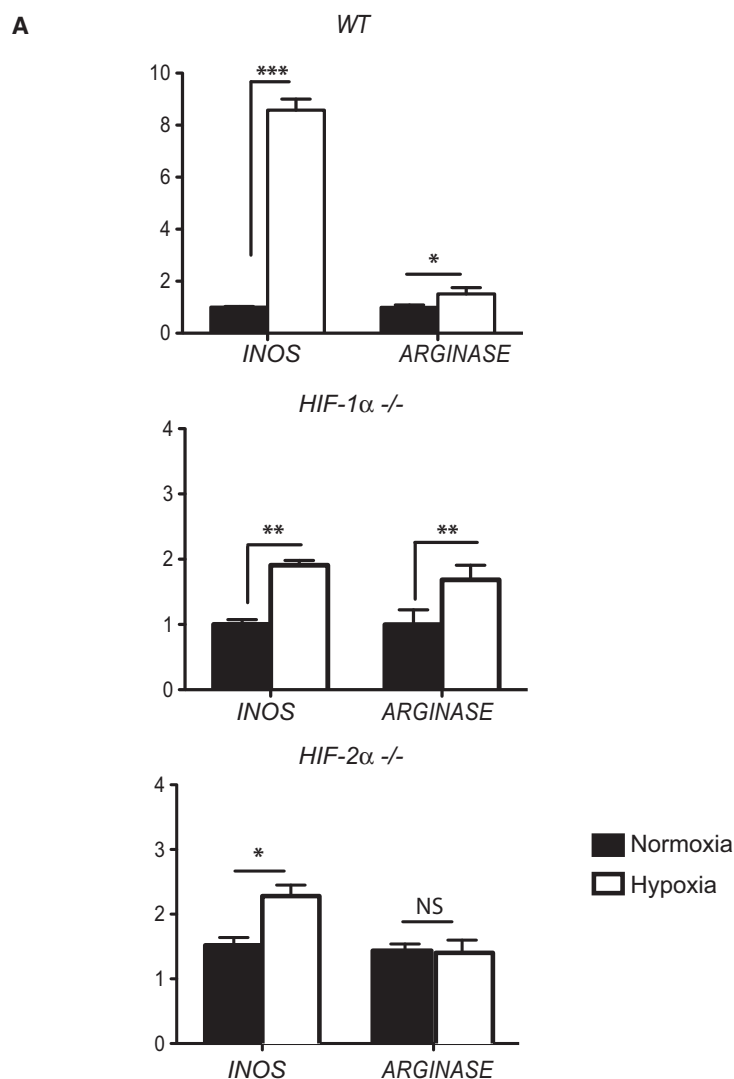 A
WT
10
8
6
4
2
0
***
*
INOS
ARGINASE
HIF-1α -/-
4
3
2
1
0
**
**
INOS
ARGINASE
HIF-2α -/-
4
3
2
1
0
*
NS
INOS
ARGINASE
Normoxia
Hypoxia